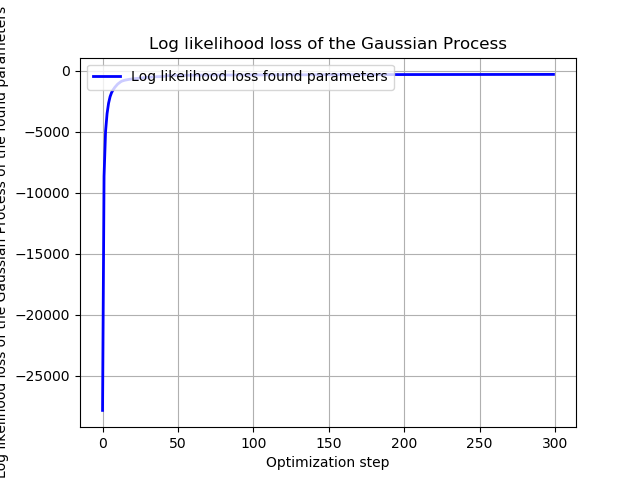 Log likelihood loss of the Gaussian Process
Log likelihood loss found parameters
Log likelihood loss of the Gaussian Process of the found parameters
0
−5000
−10000
−15000
−20000
−25000
0 50 100 150 200 250 300
Optimization step